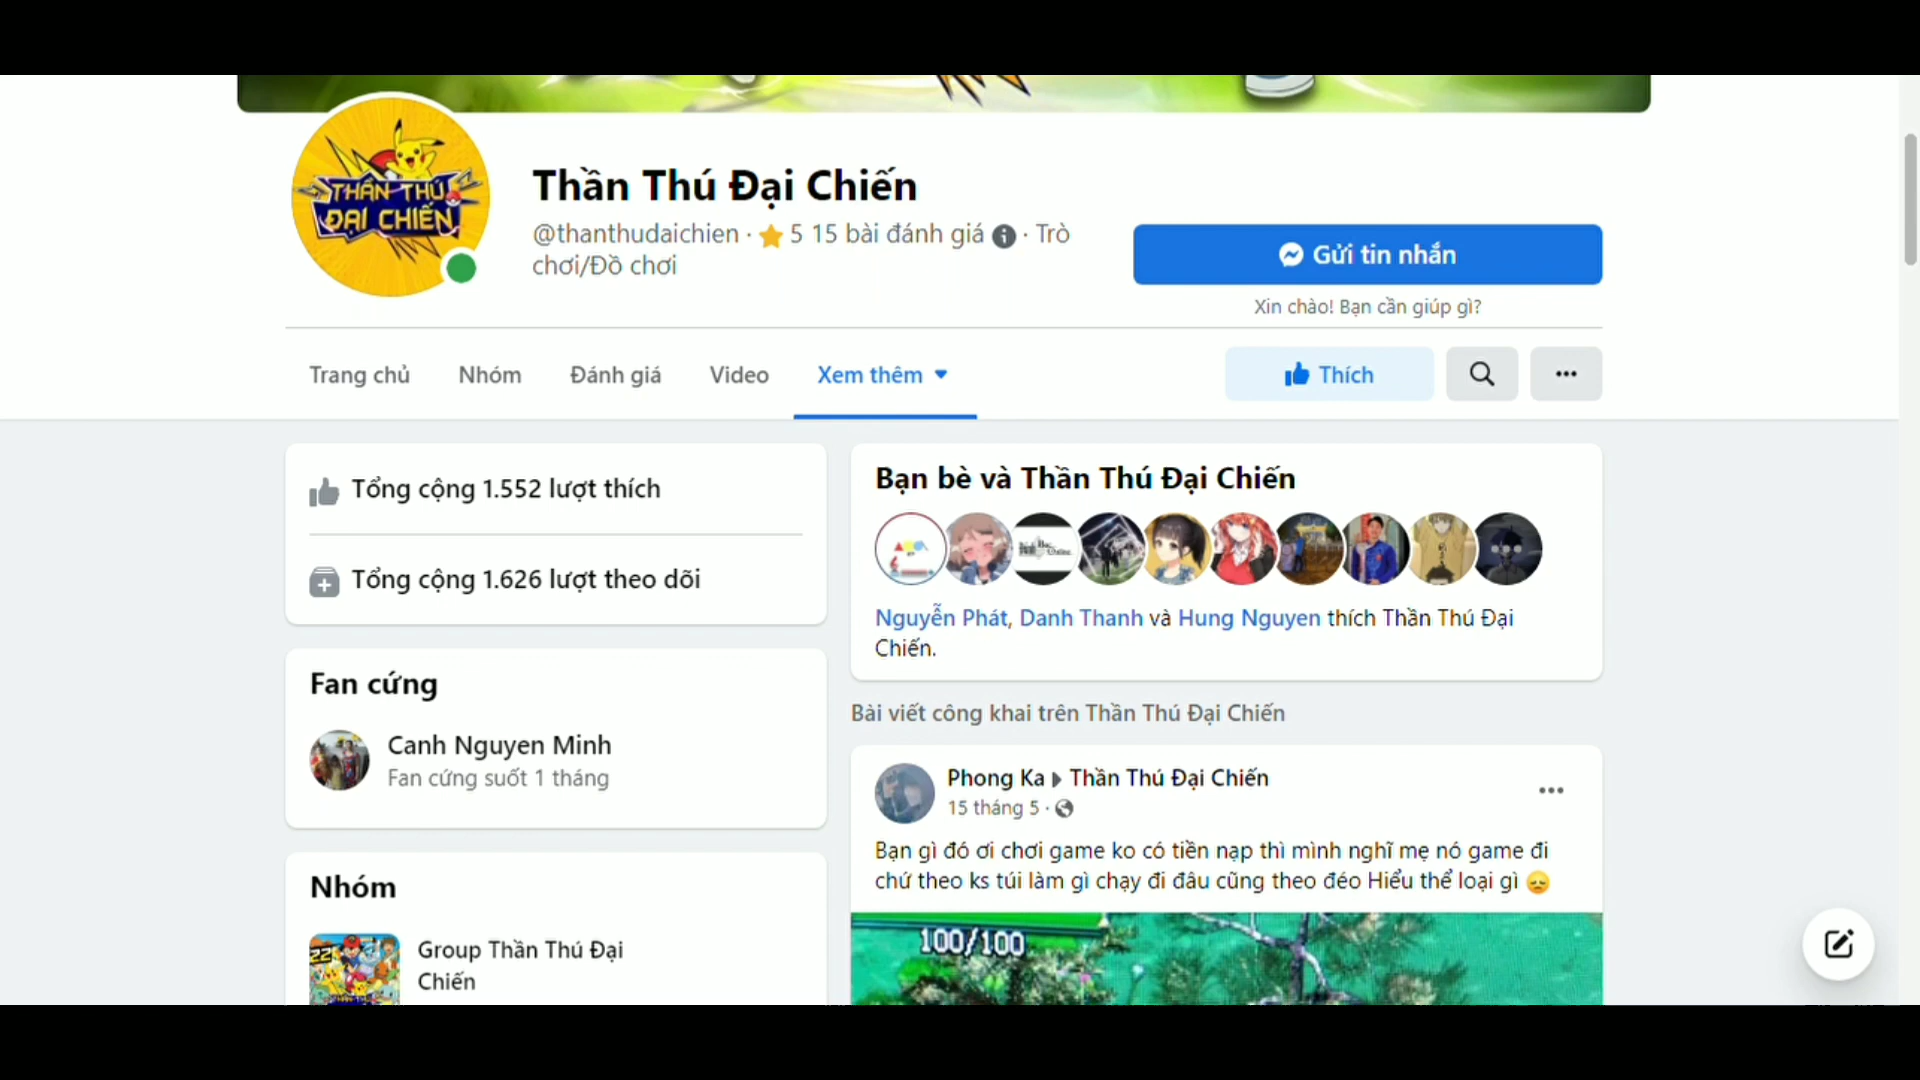 THẦN THÚ
ĐẠI CHIẾN
Thần Thú Đại Chiến
@thanthudaichien · 5 15 bài đánh giá · Trò
chơi/Đồ chơi
Gửi tin nhắn
Xin chào! Bạn cần giúp gì?
Trang chủ
Nhóm
Đánh giá
Video
Xem thêm
Thích
Tổng cộng 1.552 lượt thích
Tổng cộng 1.626 lượt theo dõi
Fan cứng
Canh Nguyen Minh
Fan cứng suốt 1 tháng
Nhóm
Group Thần Thú Đại
Chiến
Bạn bè và Thần Thú Đại Chiến
Nguyễn Phát, Danh Thanh và Hung Nguyen thích Thần Thú Đại
Chiến.
Bài viết công khai trên Thần Thú Đại Chiến
Phong Ka Thần Thú Đại Chiến
15 tháng 5 ·
Bạn gì đó ơi chơi game ko có tiền nạp thì mình nghĩ mẹ nó game đi
chứ theo ks túi làm gì chạy đi đâu cũng theo đéo Hiểu thể loại gì
100/100